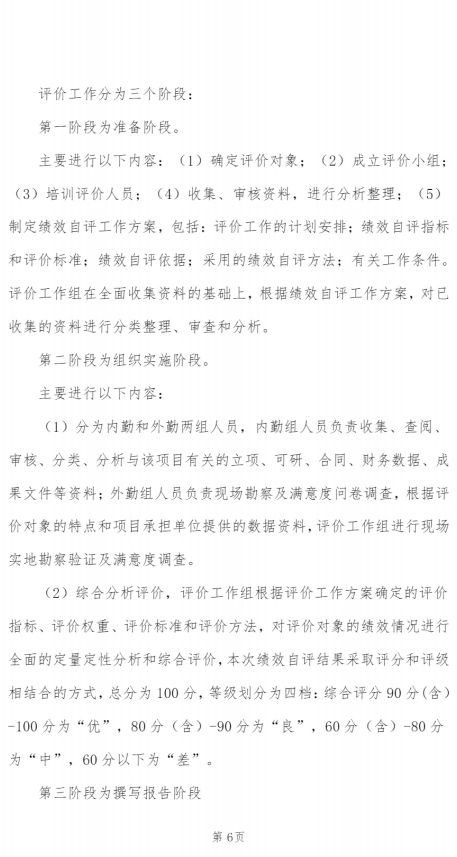 评价工作分为三个阶段：
第一阶段为准备阶段。
主要进行以下内容：（1）确定评价对象；（2）成立评价小组；
（3）培训评价人员；（4）收集、审核资料，进行分析整理；（5）
制定绩效自评工作方案，包括：评价工作的计划安排；绩效自评指标
和评价标准；绩效自评依据；采用的绩效自评方法；有关工作条件。
评价工作组在全面收集资料的基础上，根据绩效自评工作方案，对已
收集的资料进行分类整理、审查和分析。
第二阶段为组织实施阶段。
主要进行以下内容：
（1）分为内勤和外勤两组人员，内勤组人员负责收集、查阅、
审核、分类、分析与该项目有关的立项、可研、合同、财务数据、成
果文件等资料；外勤组人员负责现场勘察及满意度问卷调查，根据评
价对象的特点和项目承担单位提供的数据资料，评价工作组进行现场
实地勘察验证及满意度调查。
（2）综合分析评价，评价工作组根据评价工作方案确定的评价
指标、评价权重、评价标准和评价方法，对评价对象的绩效情况进行
全面的定量定性分析和综合评价，本次绩效自评结果采取评分和评级
相结合的方式，总分为 100 分，等级划分为四档：综合评分 90 分(含)
-100 分为“优”，80 分（含）-90 分为“良”，60 分（含）-80 分
为“中”，60 分以下为“差”。
第三阶段为撰写报告阶段
第 6页